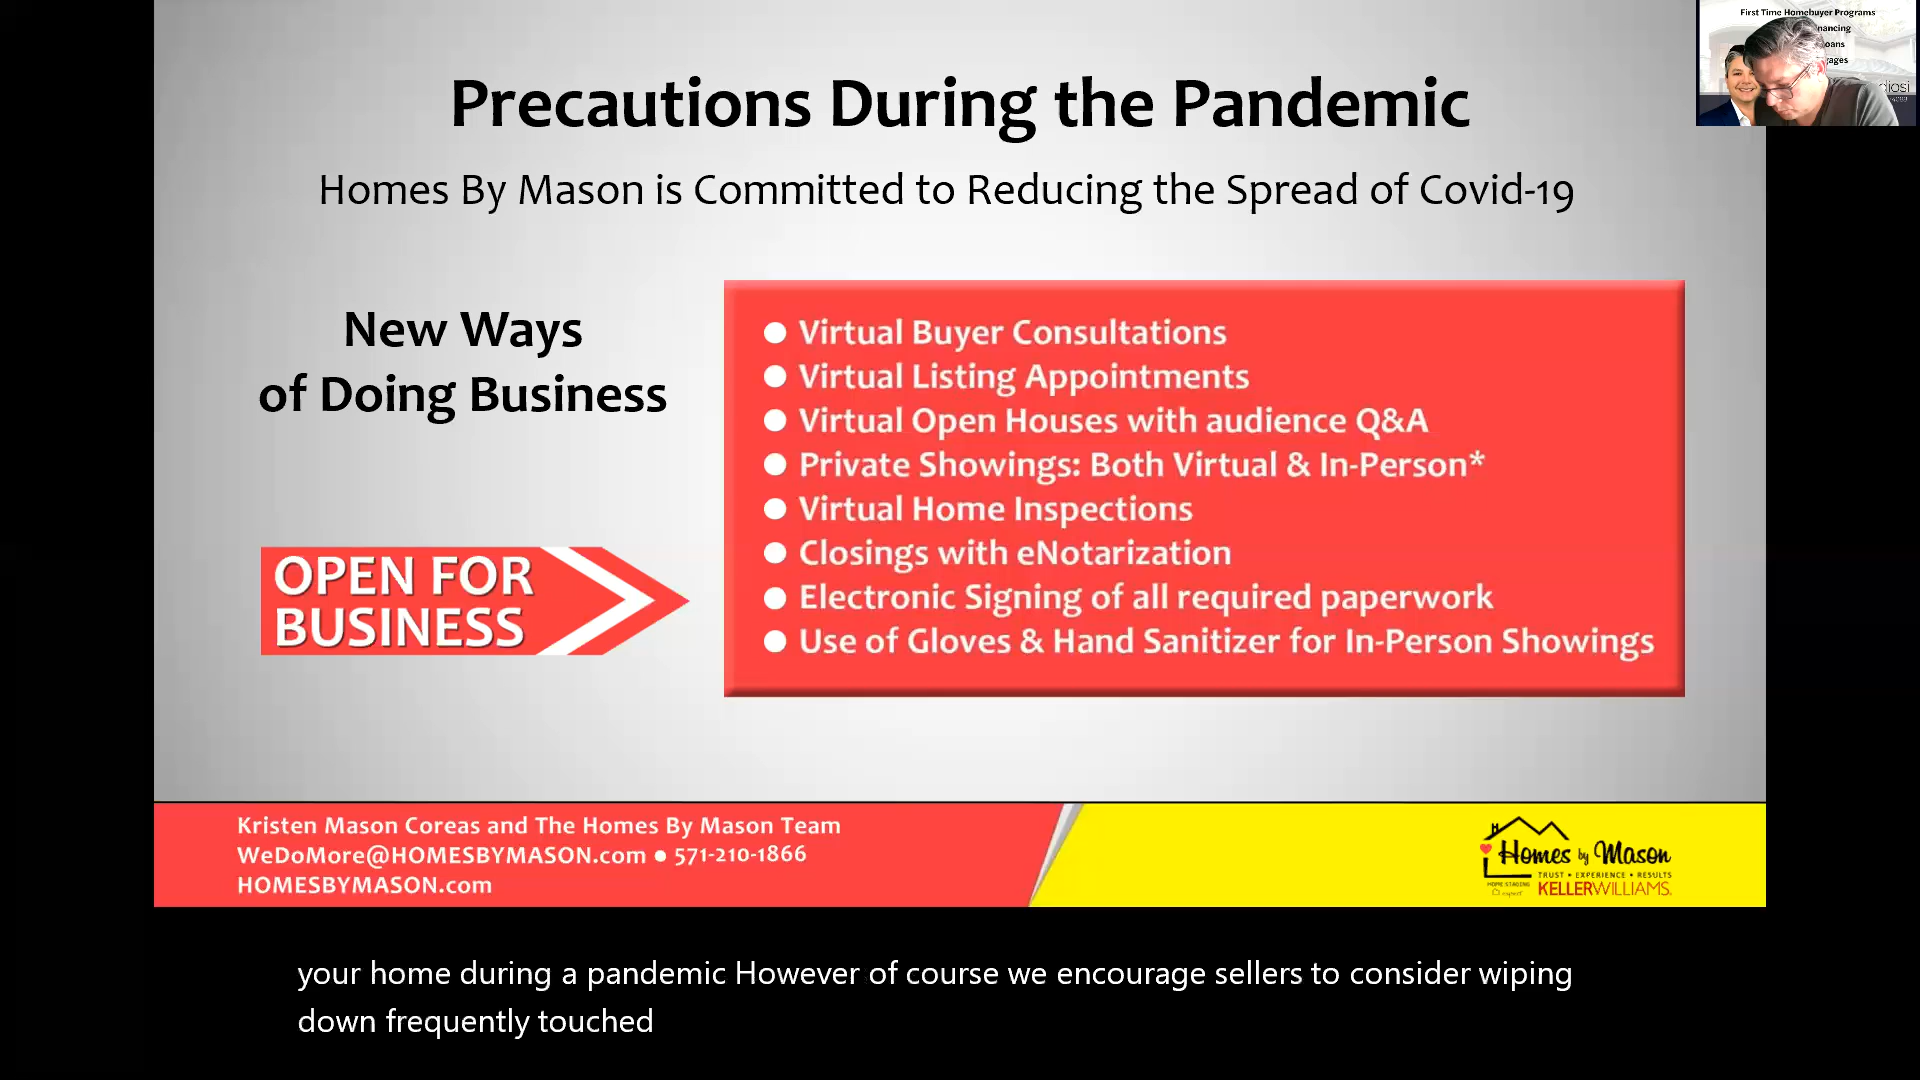 First Time Homebuyer Programs
Precautions During the Pandemic
Homes By Mason is Committed to Reducing the Spread of Covid-19
New Ways
of Doing Business
OPEN FOR
BUSINESS
● Virtual Buyer Consultations
● Virtual Listing Appointments
● Virtual Open Houses with audience Q&A
● Private Showings: Both Virtual & In-Person*
● Virtual Home Inspections
● Closings with eNotarization
● Electronic Signing of all required paperwork
● Use of Gloves & Hand Sanitizer for In-Person Showings
Kristen Mason Coreas and The Homes By Mason Team
WeDoMore@HOMESBYMASON.com ● 571-210-1866
HOMESBYMASON.com
Homes by Mason
TRUST • EXPERIENCE • RESULTS
HOME STAGING
KELLERWILLIAMS.
your home during a pandemic However of course we encourage sellers to consider wiping
down frequently touched